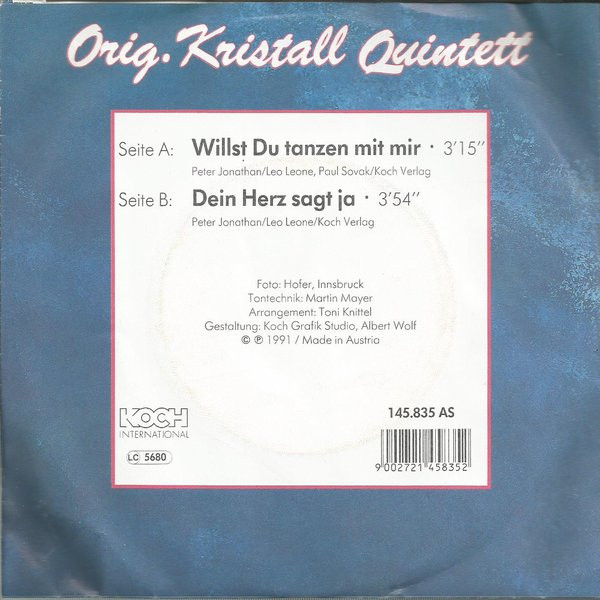 Orig. Kristall Quintett
Seite A: Willst Du tanzen mit mir · 3'15"
Peter Jonathan/Leo Leone, Paul Sovak/Koch Verlag
Seite B: Dein Herz sagt ja · 3'54"
Peter Jonathan/Leo Leone/Koch Verlag
Foto: Hofer, Innsbruck
Tontechnik: Martin Mayer
Arrangement: Toni Knittel
Gestaltung: Koch Grafik Studio, Albert Wolf
© ℗ 1991 / Made in Austria
KOCH
INTERNATIONAL
LC 5680
145.835 AS
9 002721 458352